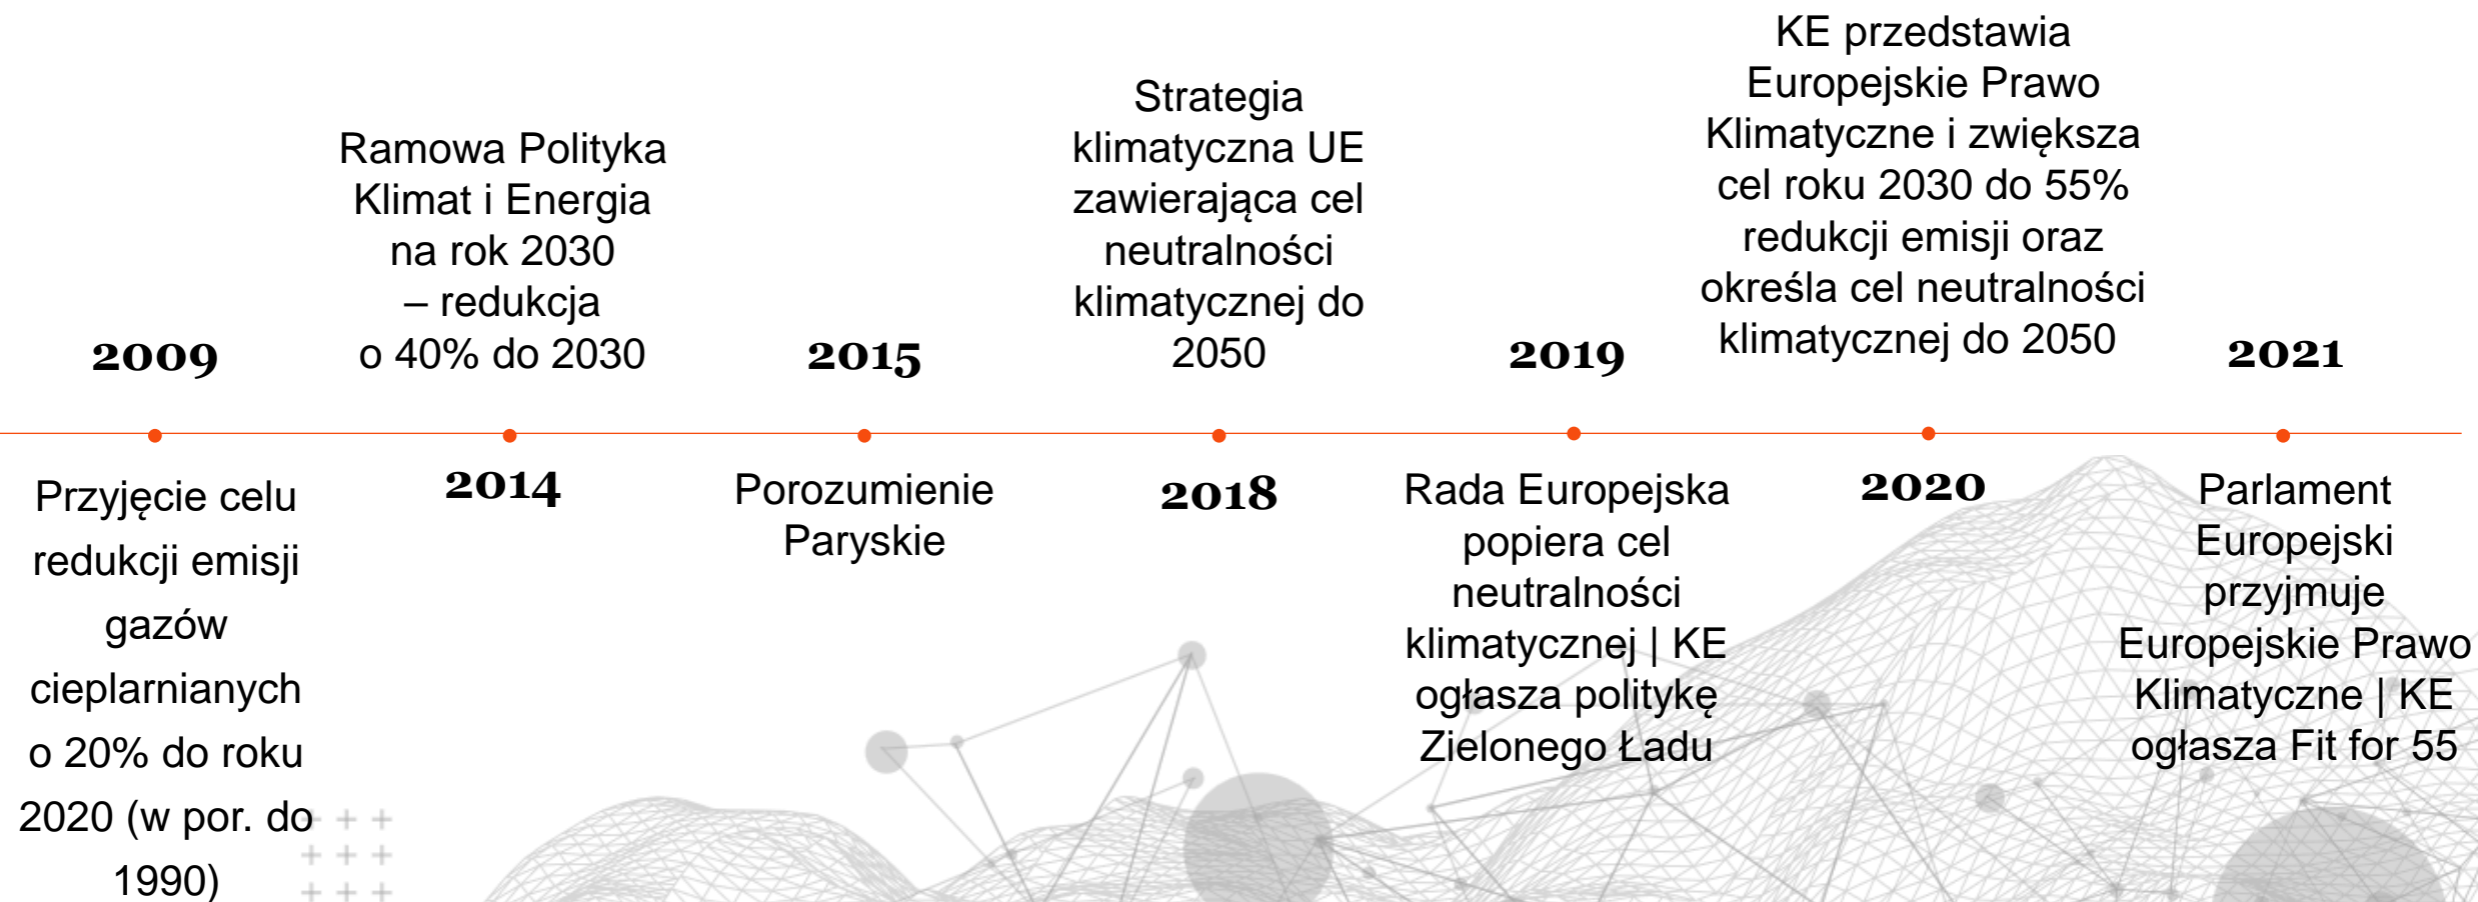 2009
Przyjęcie celu
redukcji emisji
gazów
cieplarnianych
o 20% do roku
2020 (w por. do
1990)
Ramowa Polityka
Klimat i Energia
na rok 2030
– redukcja
o 40% do 2030
2014
2015
Porozumienie
Paryskie
Strategia
klimatyczna UE
zawierająca cel
neutralności
klimatycznej do
2050
2018
2019
Rada Europejska
popiera cel
neutralności
klimatycznej | KE
ogłasza politykę
Zielonego Ładu
KE przedstawia
Europejskie Prawo
Klimatyczne i zwiększa
cel roku 2030 do 55%
redukcji emisji oraz
określa cel neutralności
klimatycznej do 2050
2020
2021
Parlament
Europejski
przyjmuje
Europejskie Prawo
Klimatyczne | KE
ogłasza Fit for 55